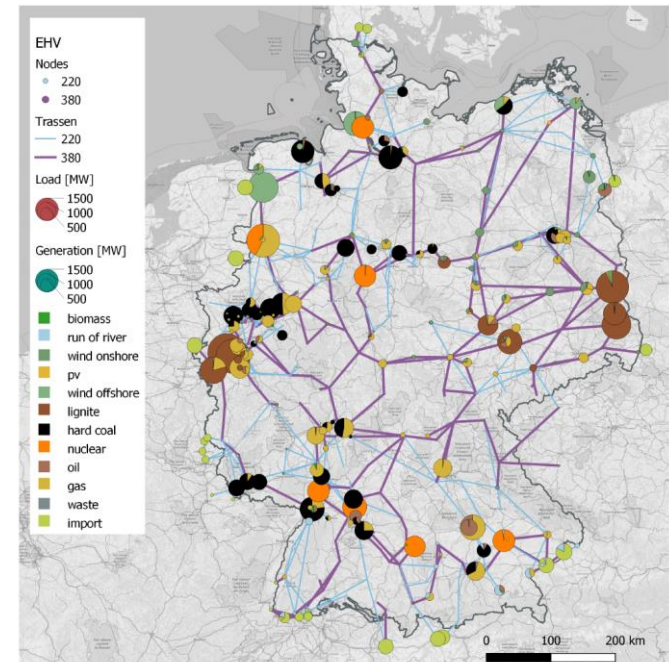 EHV
Nodes
220
380
Trassen
220
380
Load [MW]
1500
1000
500
Generation [MW]
1500
1000
500
biomass
run of river
wind onshore
pv
wind offshore
lignite
hard coal
nuclear
oil
gas
waste
import
0 100 200 km